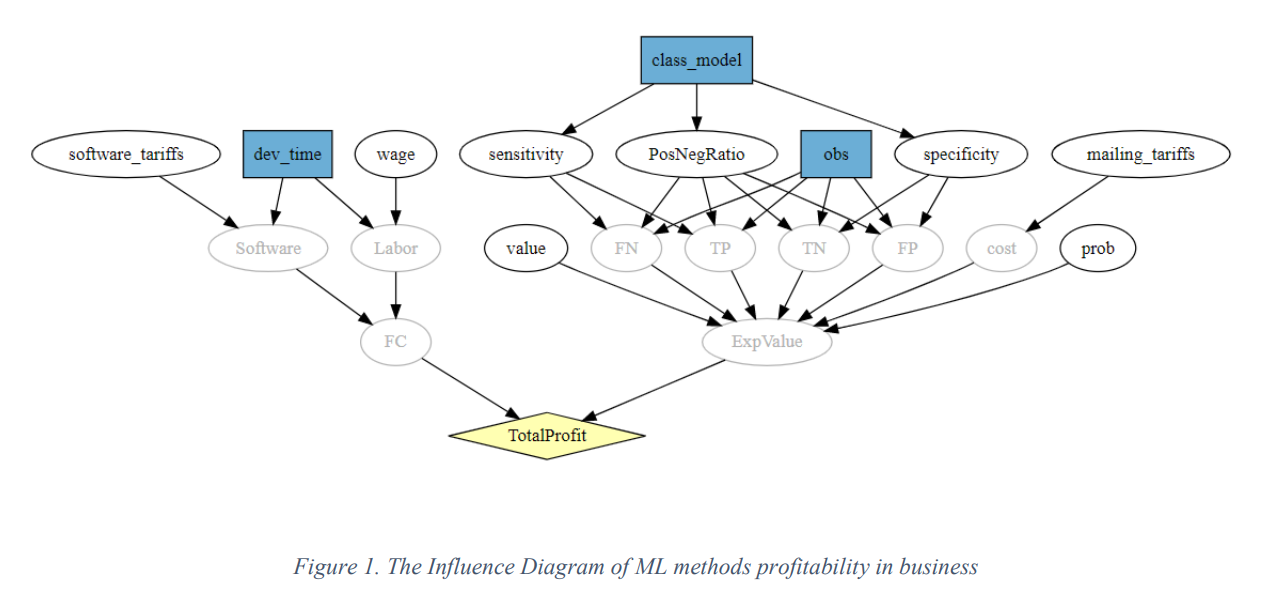 class_model
software_tariffs
dev_time
wage
sensitivity
PosNegRatio
obs
specificity
mailing_tariffs
Software
Labor
value
FN
TP
TN
FP
cost
prob
FC
ExpValue
TotalProfit
Figure 1. The Influence Diagram of ML methods profitability in business